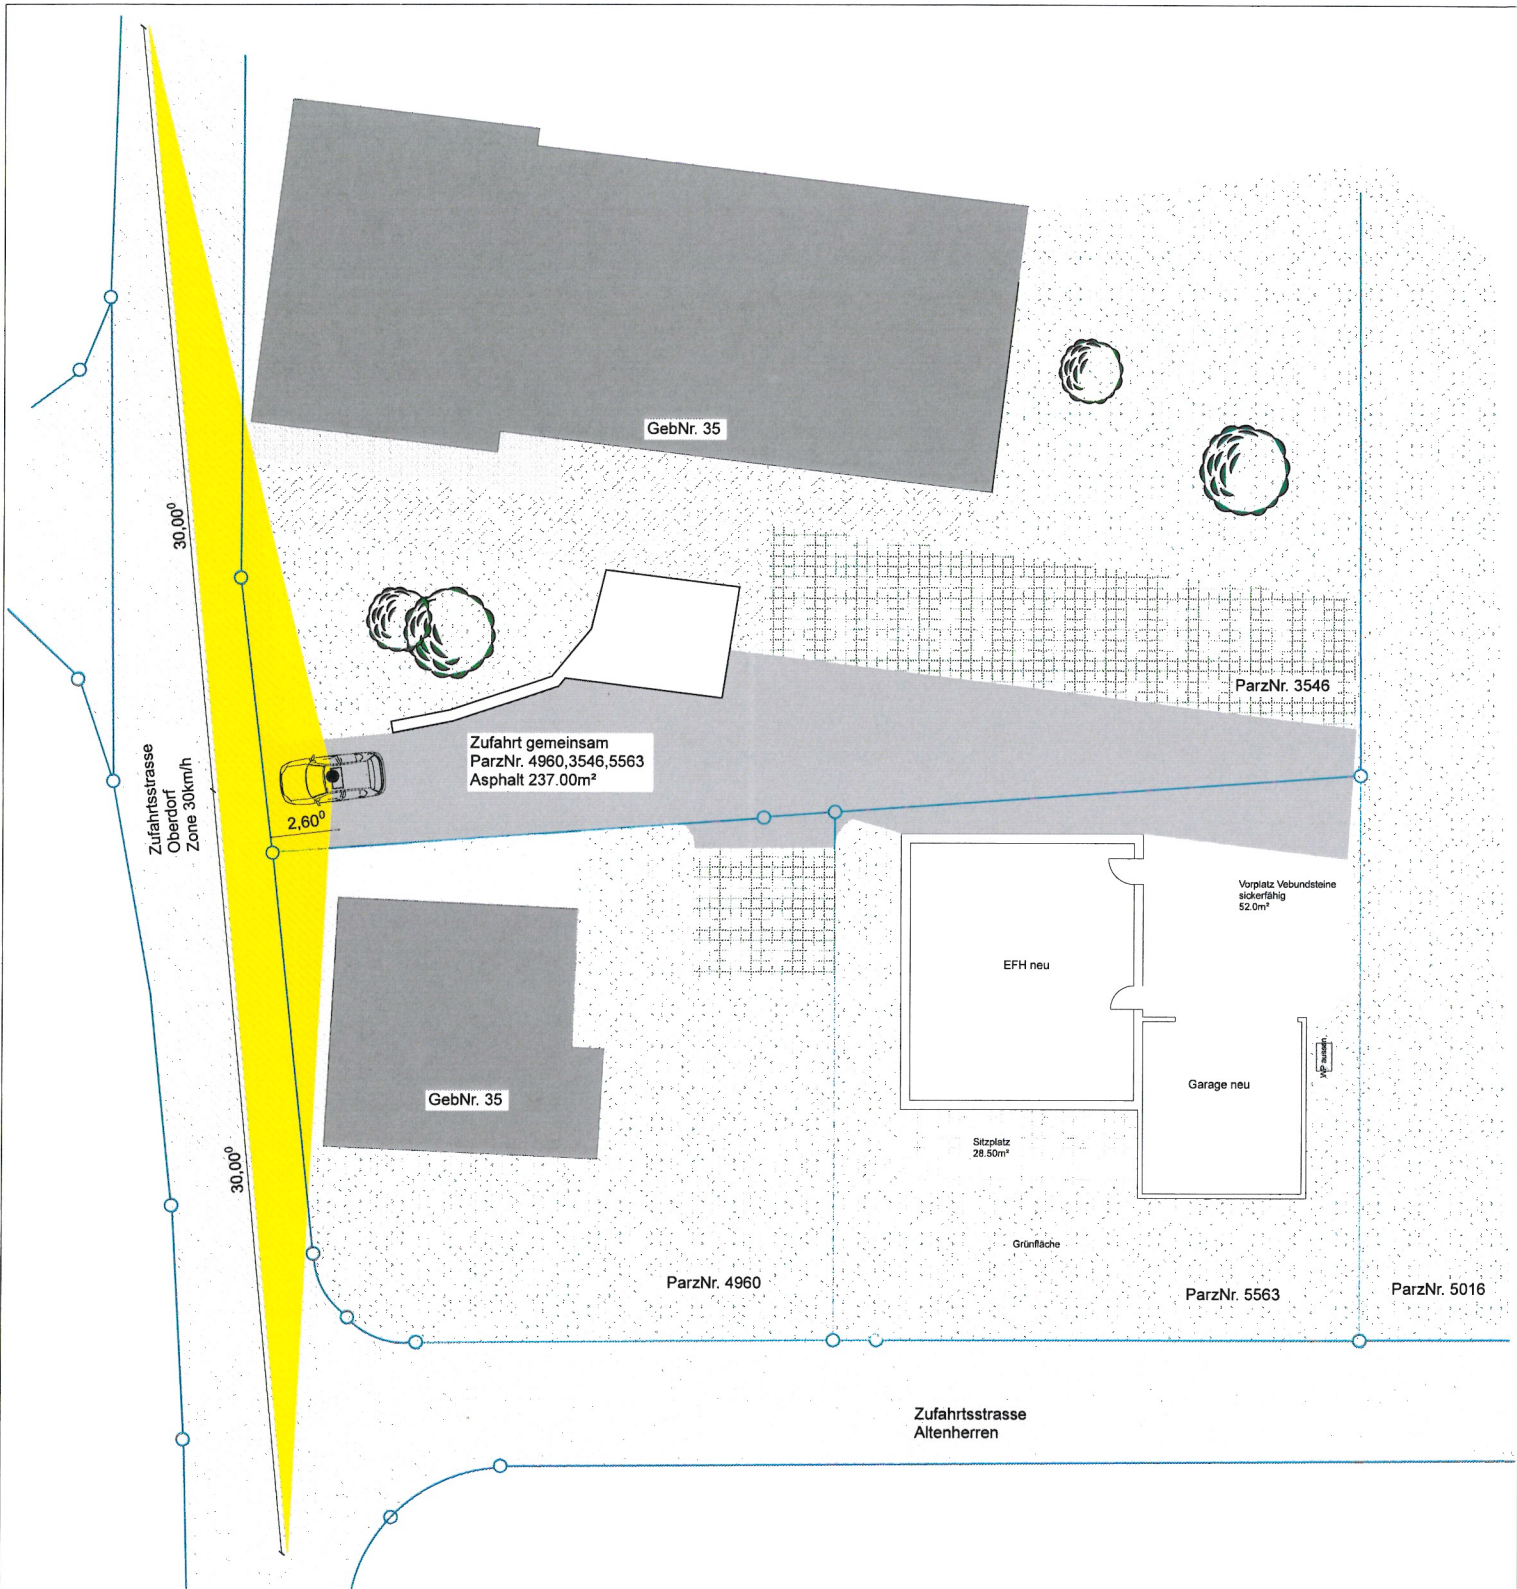 GebNr. 35
30,00⁰
ParzNr. 3546
Zufahrt gemeinsam
ParzNr. 4960,3546,5563
Asphalt 237.00m²
Zufahrtsstrasse
Oberdorf
Zone 30km/h
2,60⁰
Vorplatz Vebundsteine
sickerfähig
52.0m²
EFH neu
WP aussen
Garage neu
GebNr. 35
Sitzplatz
28.50m²
30,00⁰
Grünfläche
ParzNr. 4960
ParzNr. 5563
ParzNr. 5016
Zufahrtsstrasse
Altenherren